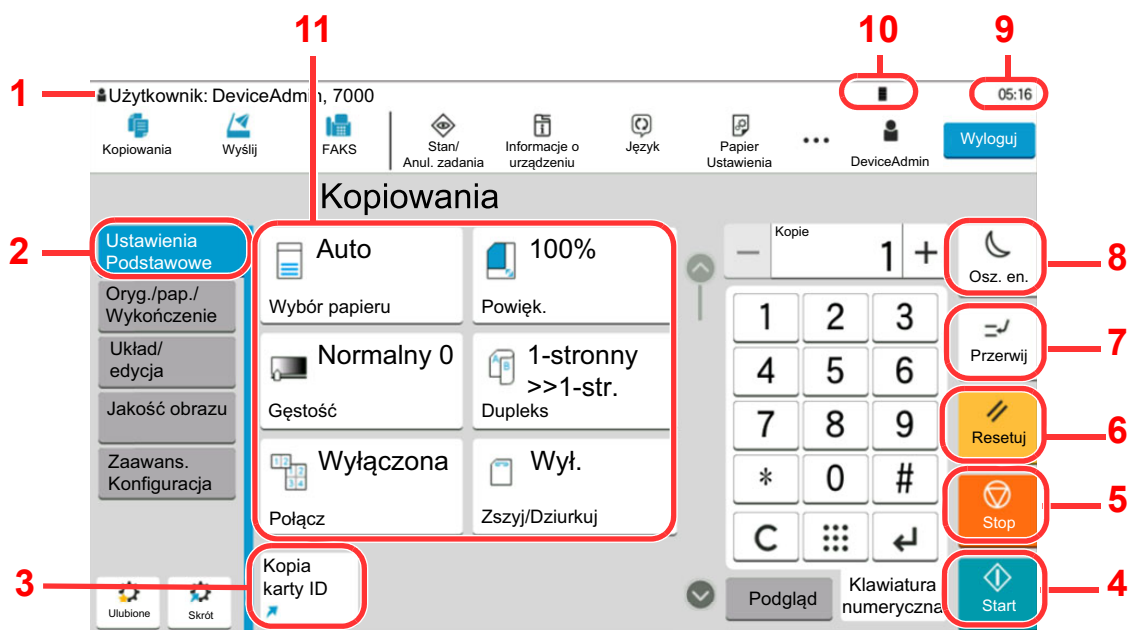 11
10
9
1
Użytkownik: DeviceAdmin, 7000
05:16
Kopiowania
Wyślij
FAKS
Stan/
Anul. zadania
Informacje o
urządzeniu
Język
Papier
Ustawienia
DeviceAdmin
Wyloguj
Kopiowania
2
Ustawienia
Podstawowe
Oryg./pap./
Wykończenie
Układ/
edycja
Jakość obrazu
Zaawans.
Konfiguracja
Ulubione
Skrót
Auto
Wybór papieru
100%
Powięk.
Normalny 0
Gęstość
1-stronny
>>1-str.
Dupleks
Wyłączona
Połącz
Wył.
Zszyj/Dziurkuj
3
Kopia
karty ID
Kopie
− 1 +
1 2 3
4 5 6
7 8 9
* 0 #
C
Podgląd
Klawiatura
numeryczna
Osz. en.
8
Przerwij
7
Resetuj
6
Stop
5
Start
4